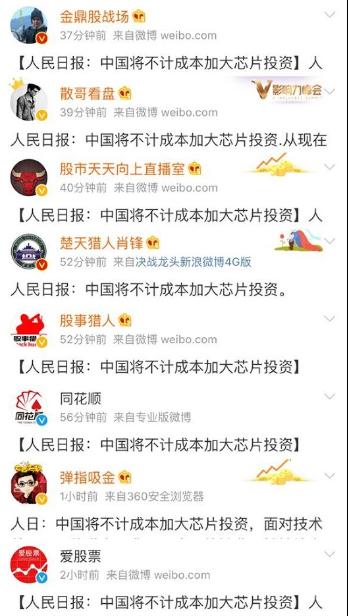 金鼎股战场
37分钟前 来自微博 weibo.com
【人民日报：中国将不计成本加大芯片投资】人
散哥看盘
39分钟前 来自微博 weibo.com
影响力峰会
人民日报：中国将不计成本加大芯片投资.从现在
股市天天向上直播室
40分钟前 来自微博 weibo.com
【人民日报：中国将不计成本加大芯片投资】人
楚天猎人肖锋
52分钟前 来自决战龙头新浪微博4G版
人民日报：中国将不计成本加大芯片投资。
股事猎人
52分钟前 来自微博 weibo.com
【人民日报：中国将不计成本加大芯片投资】
同花顺
56分钟前 来自专业版微博
【人民日报：中国将不计成本加大芯片投资】
弹指吸金
1小时前 来自360安全浏览器
人日：中国将不计成本加大芯片投资，面对技术
爱股票
爱股票
2小时前 来自微博 weibo.com
【人民日报：中国将不计成本加大芯片投资】人